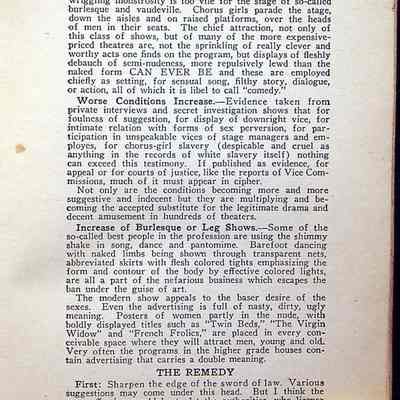 wriggling indust​riosity is too vile for the stage of so-called
burlesque and vaudeville. Chorus girls parade the stage,
down the aisles and on raised platforms, over the heads
of men in their seats. The chief attraction, not only of
this class of shows, but of many of the more expensive-
priced theatres are, not the sprinkling of really clever and
worthy acts one finds on the program, but displays of fleshly
debauch of semi-nudeness, more repulsively lewd than the
naked form CAN EVER BE and these are employed
chiefly as setting, for sensual song, filthy story, dialogue
or action, all of which it is libel to call "comedy."
Worse Conditions Increase.—Evidence taken from
private interviews and secret investigation shows that for
foulness of suggestion, for display of downright vice, for
intimate relation with forms of sex perversion, for par-
ticipation in unspeakable vices of stage managers and em-
ployes, for chorus-girl slavery (despicable and cruel as
anything in the records of white slavery itself) nothing
can exceed this testimony. If published as evidence, for
appeal or for courts of justice, like the reports of Vice Com-
missions, much of it must appear in cipher.
Not only are the conditions becoming more and more
suggestive and indecent but they are multiplying and be-
coming the accepted substitute for the legitimate drama and
decent amusement in hundreds of theaters.
Increase of Burlesque or Leg Shows.—Some of the
so-called best people in the profession are using the shimmy
shake in song, dance and pantomime. Barefoot dancing
with naked limbs being shown through transparent nets,
abbreviated skirts with flesh colored tights emphasizing the
form and contour of the body by effective colored lights,
are all a part of the nefarious business which escapes the
ban under the guise of art.
The modern show appeals to the baser desire of the
sexes. Even the advertising is full of nasty, dirty, ugly
meaning. Posters of women partly in the nude, with
boldly displayed titles such as "Twin Beds," "The Virgin
Widow" and "French Frolics," are placed in every con-
ceivable space where they will attract men, young and old.
Very often the programs in the higher grade houses con-
tain advertising that carries a double meaning.
THE REMEDY
First: Sharpen the edge of the sword of law. Various
suggestions may come under this head. But I think the